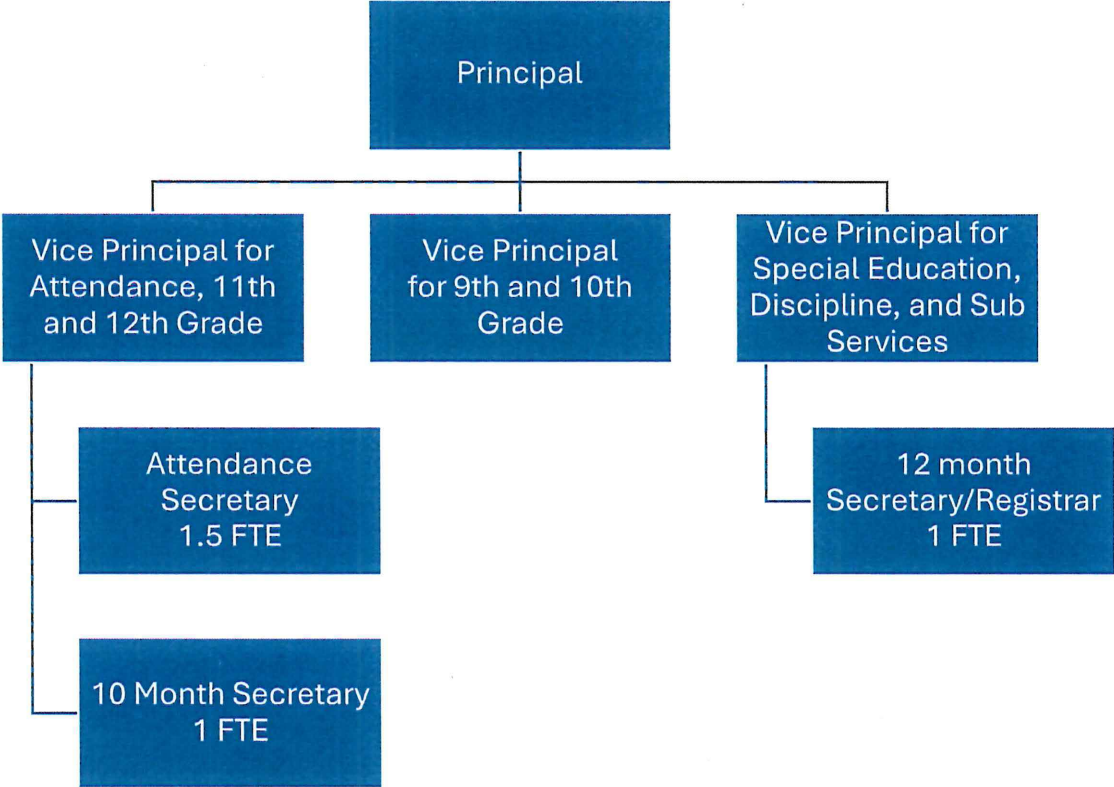 Principal
Vice Principal for
Attendance, 11th
and 12th Grade
Vice Principal
for 9th and 10th
Grade
Vice Principal for
Special Education,
Discipline, and Sub
Services
Attendance
Secretary
1.5 FTE
12 month
Secretary/Registrar
1 FTE
10 Month Secretary
1 FTE